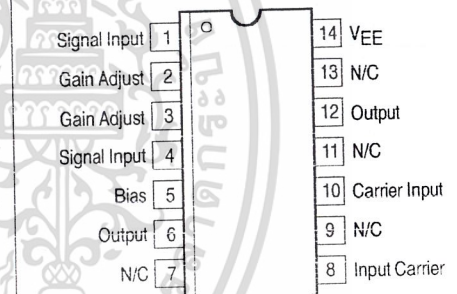 Signal Input 1
Gain Adjust 2
Gain Adjust 3
Signal Input 4
Bias 5
Output 6
N/C 7
14 VEE
13 N/C
12 Output
11 N/C
10 Carrier Input
9 N/C
8 Input Carrier